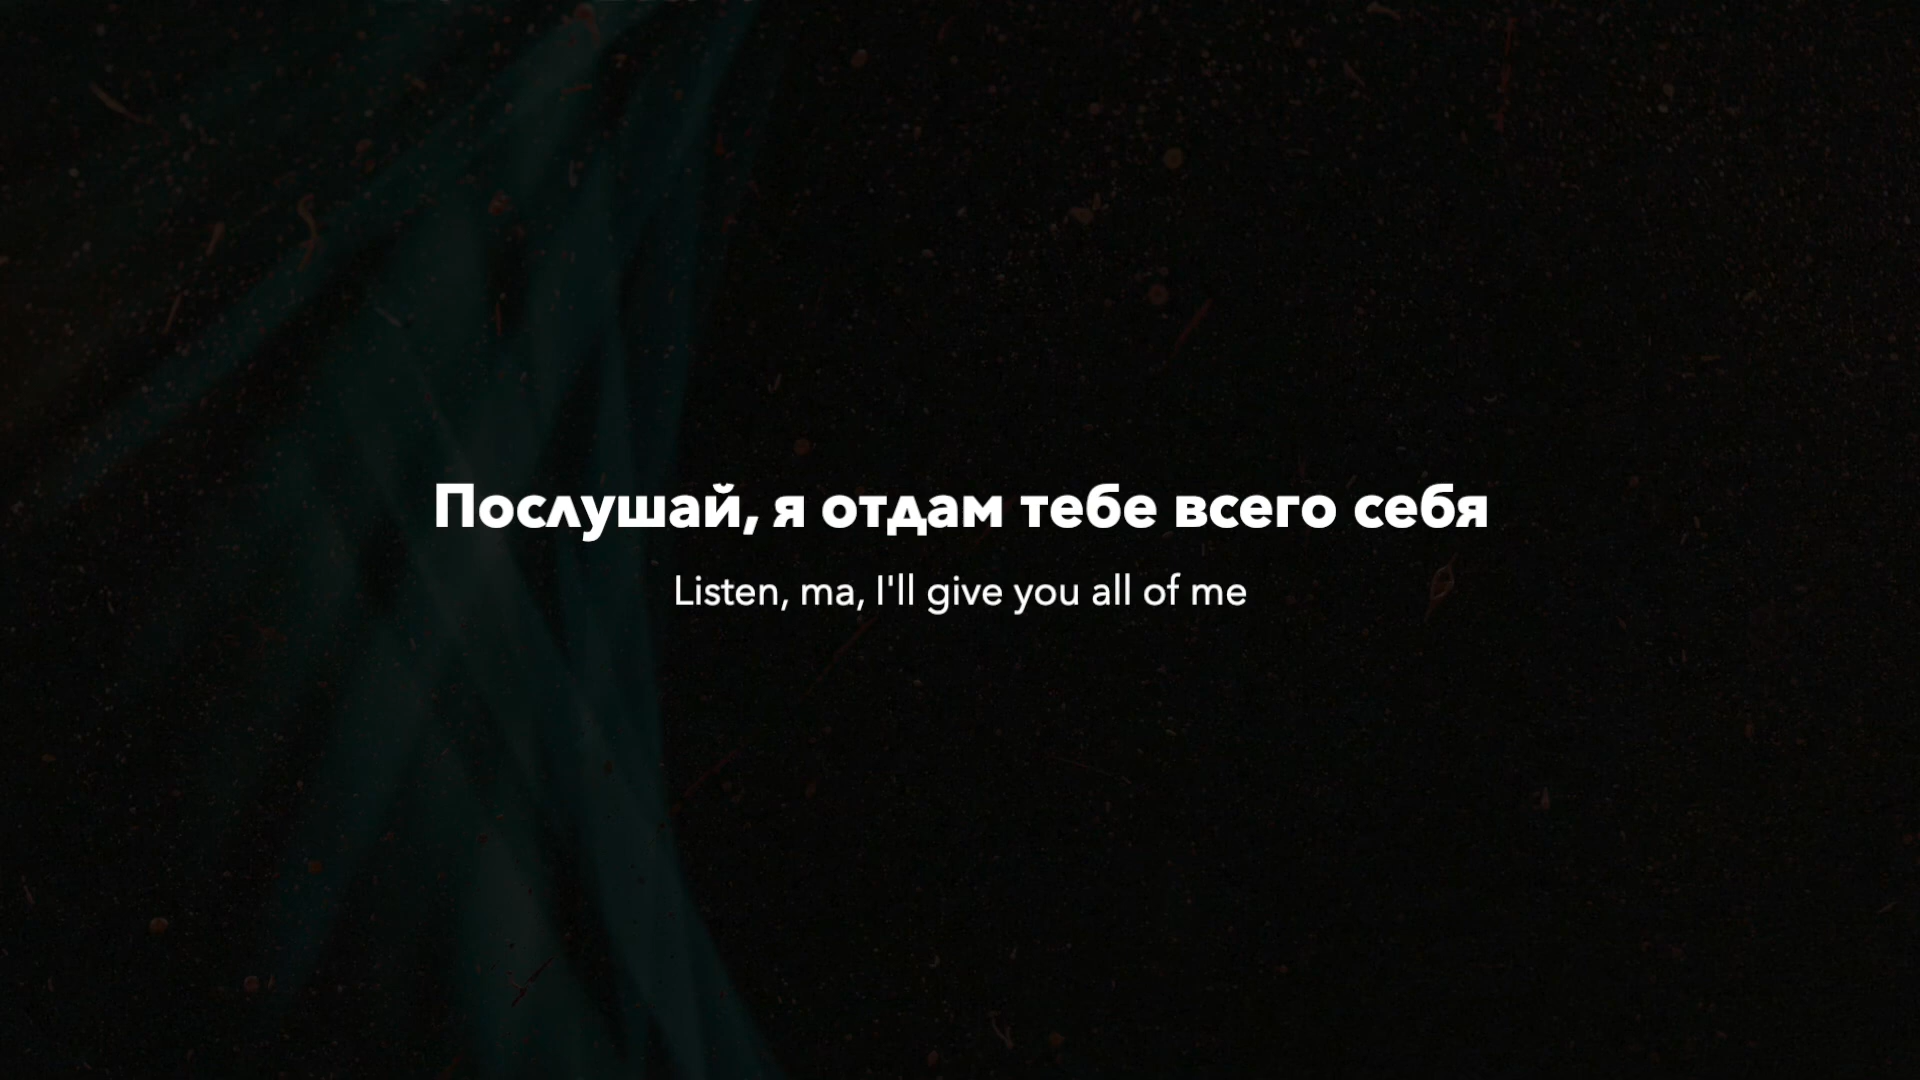 Послушай, я отдам тебе всего себя
Listen, ma, I'll give you all of me